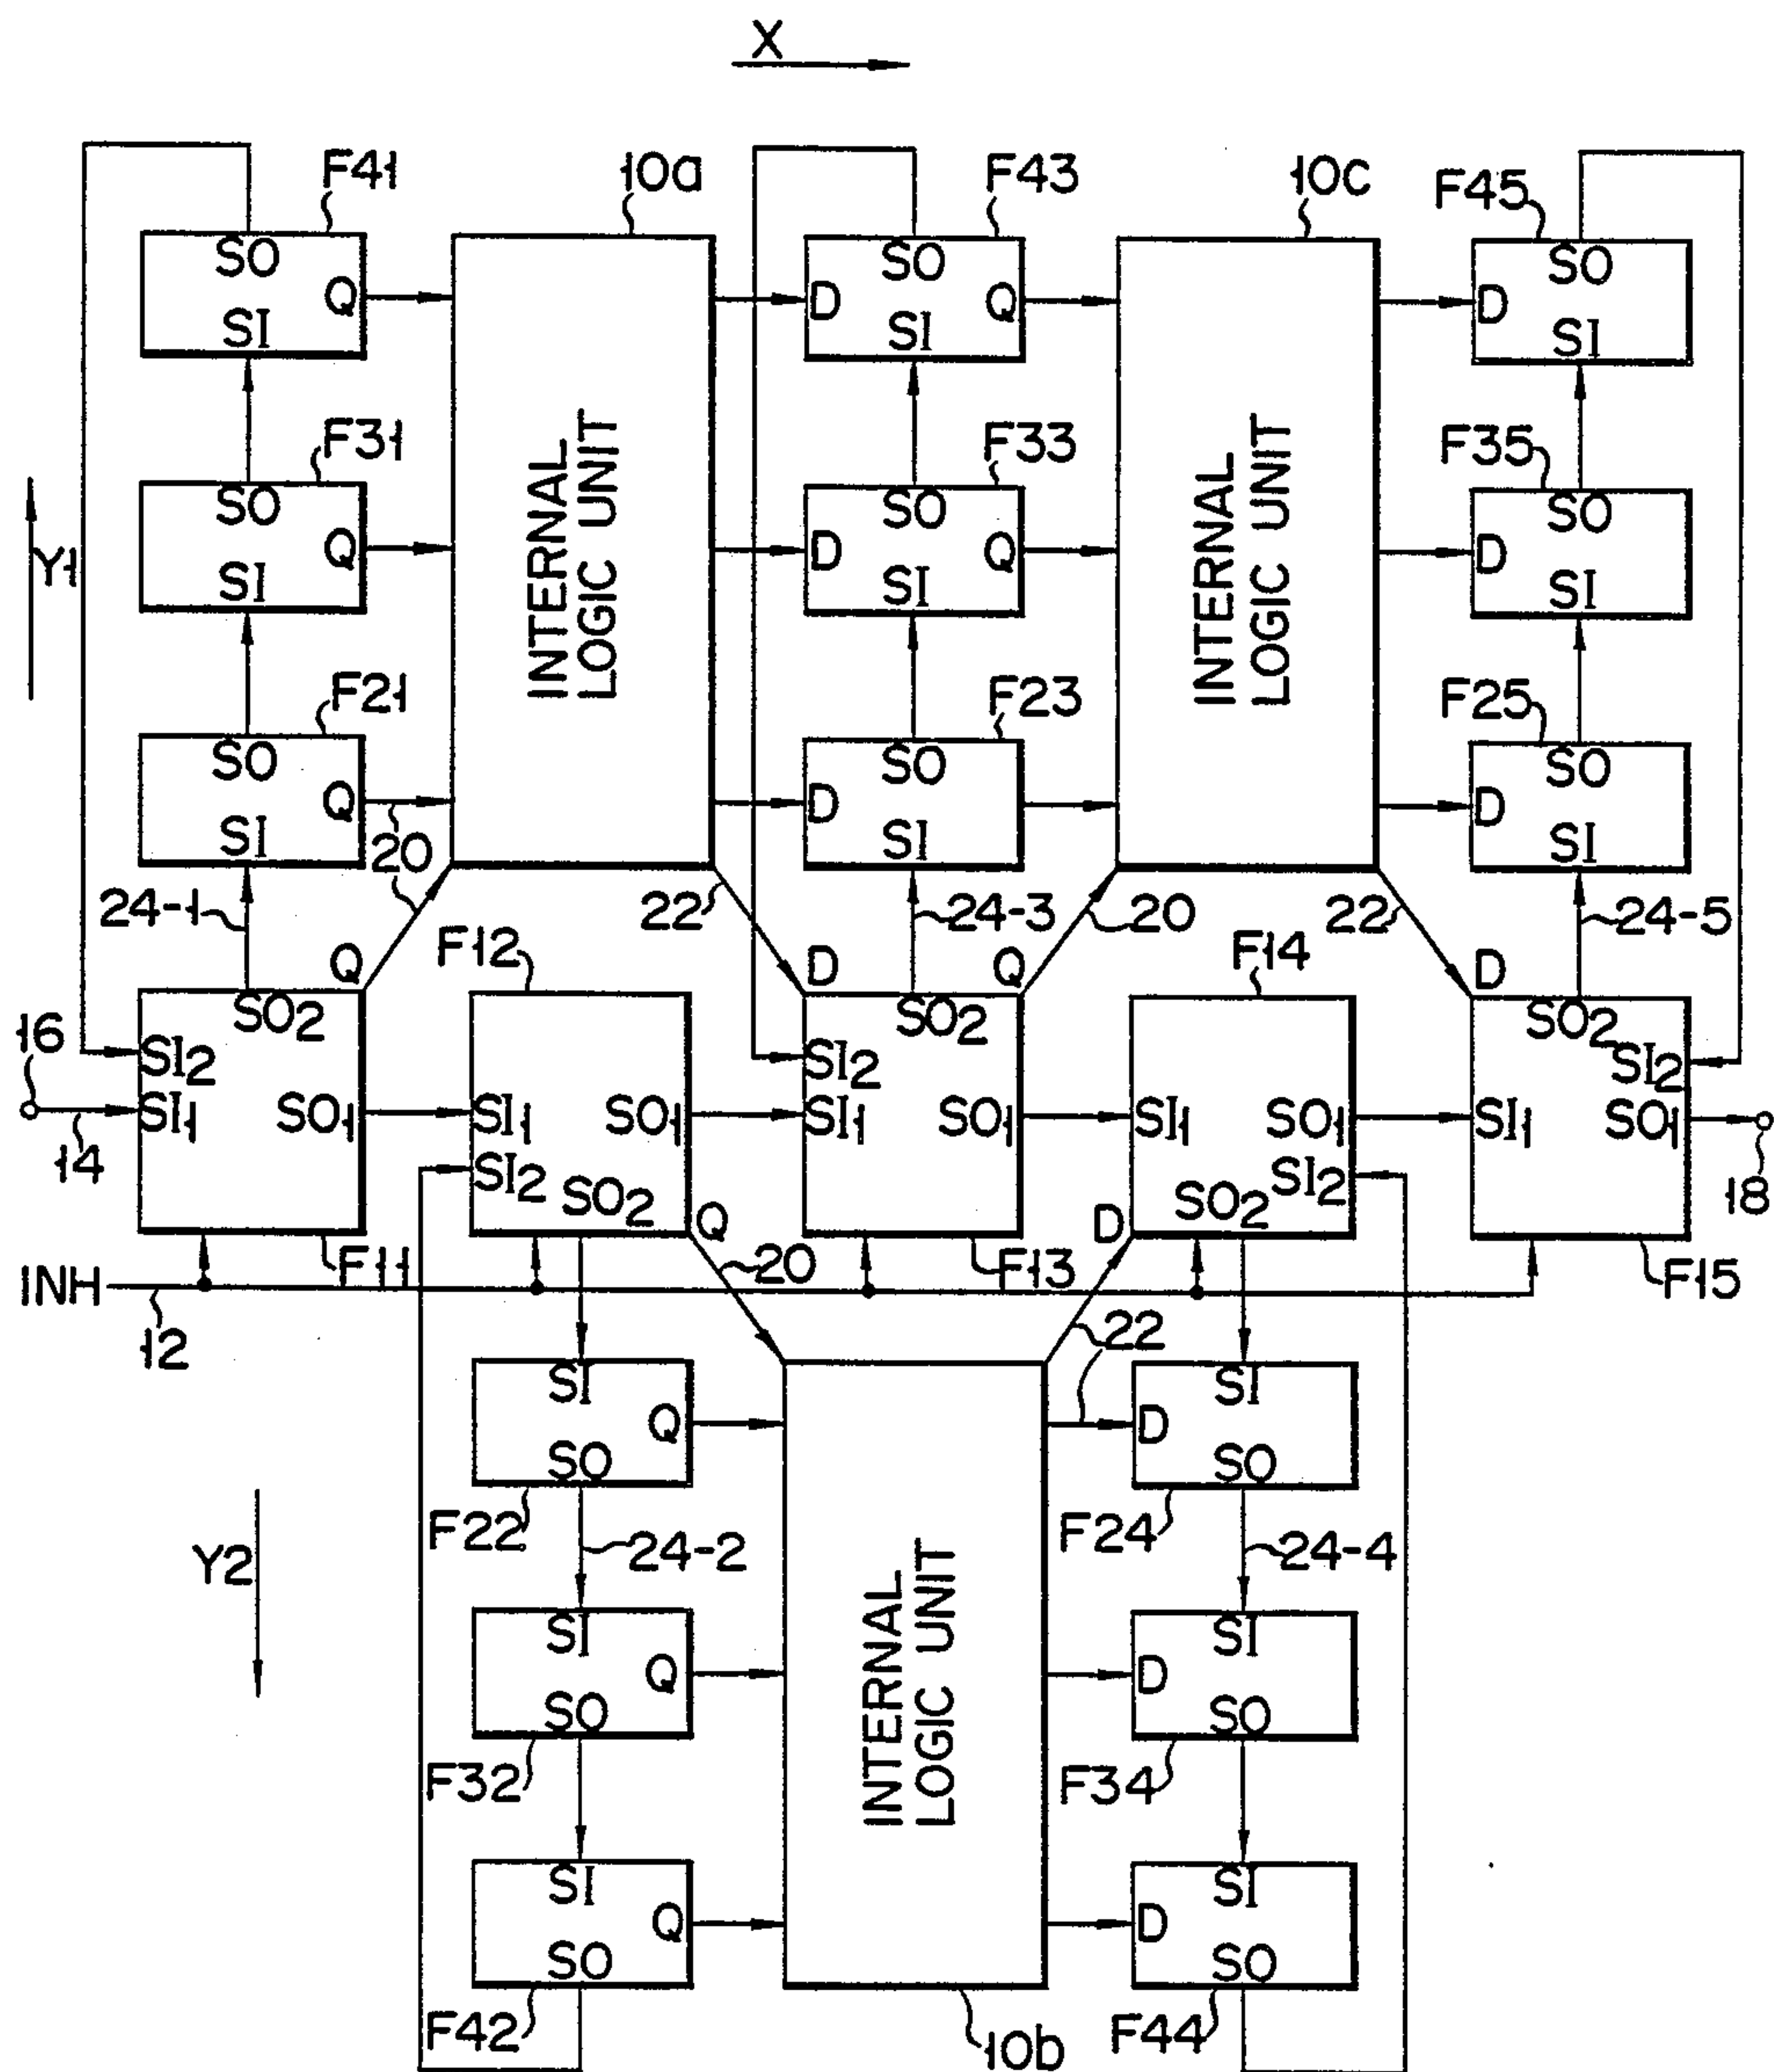 X
F41
10a
F43
10c
F45
SO
SI
Q
D
SO
SI
Q
D
SO
SI
Y1
F31
INTERNAL
LOGIC UNIT
F33
INTERNAL
LOGIC UNIT
F35
SO
SI
Q
D
SO
SI
Q
D
SO
SI
F21
F23
F25
SO
SI
Q
20
D
SO
SI
D
SO
SI
24-1
20
22
24-3
20
22
24-5
Q
F12
D
Q
F14
D
16
SO2
SI2
SI1
SO1
14
SI1
SI2
SO1
SO2
Q
SO2
SI2
SI1
SO1
SI1
SO1
SI2
SO2
D
SO2
SI2
SI1
SO1
18
INH
12
F11
20
F13
22
F15
SI
Q
SO
D
SI
SO
F22
24-2
F24
24-4
Y2
INTERNAL
LOGIC UNIT
SI
Q
SO
D
SI
SO
F32
F34
SI
Q
SO
D
SI
SO
F42
10b
F44